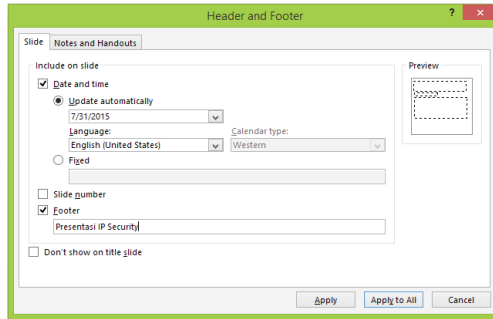 Header and Footer
Slide Notes and Handouts
Include on slide
Preview
Date and time
Update automatically
7/31/2015
Language: Calendar type:
English (United States) Western
Fixed
Slide number
Footer
Presentasi IP Security
Don't show on title slide
Apply Apply to All Cancel